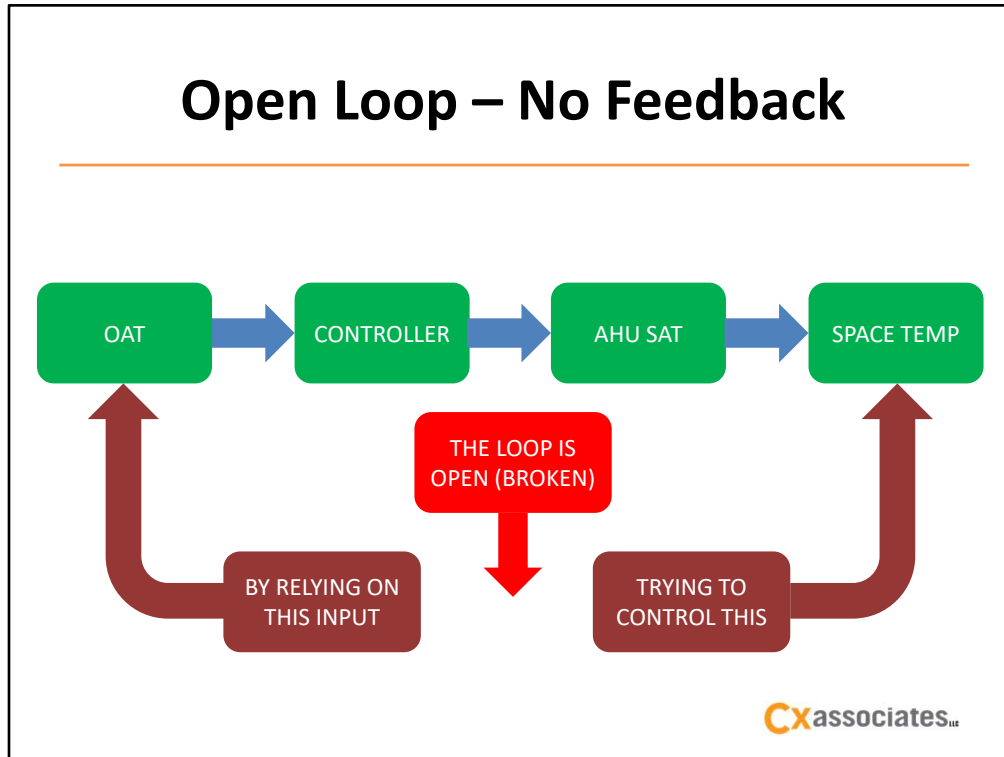 Open Loop – No Feedback
OAT
CONTROLLER
AHU SAT
SPACE TEMP
THE LOOP IS
OPEN (BROKEN)
BY RELYING ON
THIS INPUT
TRYING TO
CONTROL THIS
Cxassociates LLC